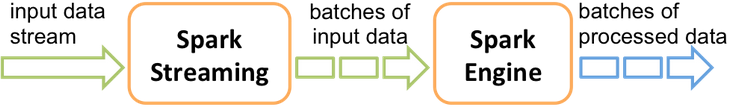 input data
stream
Spark
Streaming
batches of
input data
Spark
Engine
batches of
processed data